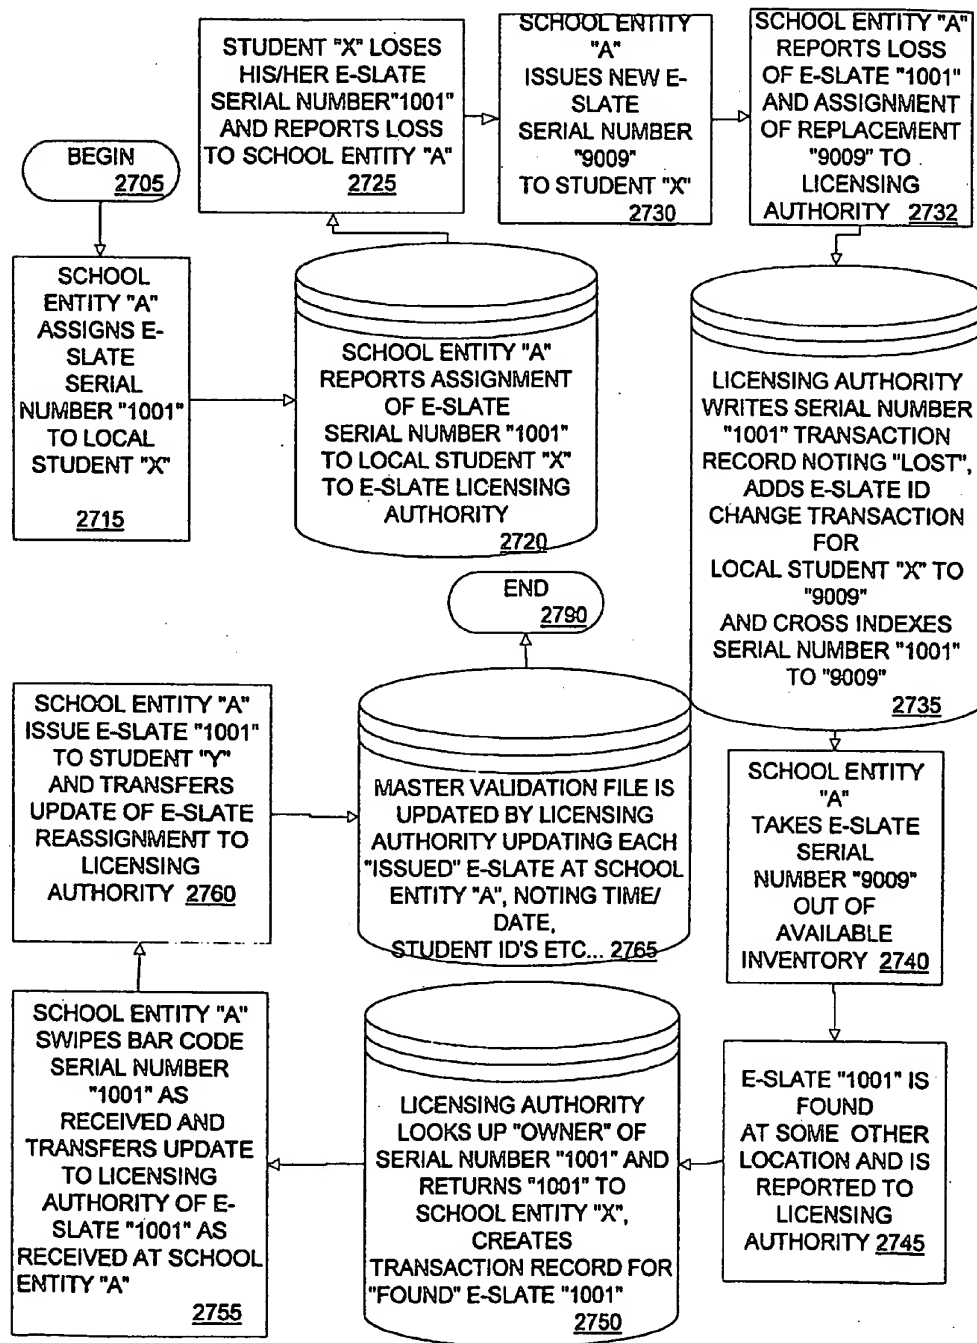 BEGIN
2705
SCHOOL
ENTITY "A"
ASSIGNS E-
SLATE
SERIAL
NUMBER "1001"
TO LOCAL
STUDENT "X"
2715
SCHOOL ENTITY "A"
REPORTS ASSIGNMENT
OF E-SLATE
SERIAL NUMBER "1001"
TO LOCAL STUDENT "X"
TO E-SLATE LICENSING
AUTHORITY
2720
STUDENT "X" LOSES
HIS/HER E-SLATE
SERIAL NUMBER"1001"
AND REPORTS LOSS
TO SCHOOL ENTITY "A"
2725
SCHOOL ENTITY
"A"
ISSUES NEW E-
SLATE
SERIAL NUMBER
"9009"
TO STUDENT "X"
2730
SCHOOL ENTITY "A"
REPORTS LOSS
OF E-SLATE "1001"
AND ASSIGNMENT
OF REPLACEMENT
"9009" TO
LICENSING
AUTHORITY 2732
LICENSING AUTHORITY
WRITES SERIAL NUMBER
"1001" TRANSACTION
RECORD NOTING "LOST",
ADDS E-SLATE ID
CHANGE TRANSACTION
FOR
LOCAL STUDENT "X" TO
"9009"
AND CROSS INDEXES
SERIAL NUMBER "1001"
TO "9009"
2735
SCHOOL ENTITY
"A"
TAKES E-SLATE
SERIAL
NUMBER "9009"
OUT OF
AVAILABLE
INVENTORY 2740
E-SLATE "1001" IS
FOUND
AT SOME OTHER
LOCATION AND IS
REPORTED TO
LICENSING
AUTHORITY 2745
LICENSING AUTHORITY
LOOKS UP "OWNER" OF
SERIAL NUMBER "1001" AND
RETURNS "1001" TO
SCHOOL ENTITY "X",
CREATES
TRANSACTION RECORD FOR
"FOUND" E-SLATE "1001"
2750
SCHOOL ENTITY "A"
SWIPES BAR CODE
SERIAL NUMBER
"1001" AS
RECEIVED AND
TRANSFERS UPDATE
TO LICENSING
AUTHORITY OF E-
SLATE "1001" AS
RECEIVED AT SCHOOL
ENTITY "A"
2755
SCHOOL ENTITY "A"
ISSUE E-SLATE "1001"
TO STUDENT "Y"
AND TRANSFERS
UPDATE OF E-SLATE
REASSIGNMENT TO
LICENSING
AUTHORITY 2760
MASTER VALIDATION FILE IS
UPDATED BY LICENSING
AUTHORITY UPDATING EACH
"ISSUED" E-SLATE AT SCHOOL
ENTITY "A", NOTING TIME/
DATE,
STUDENT ID'S ETC... 2765
END
2790